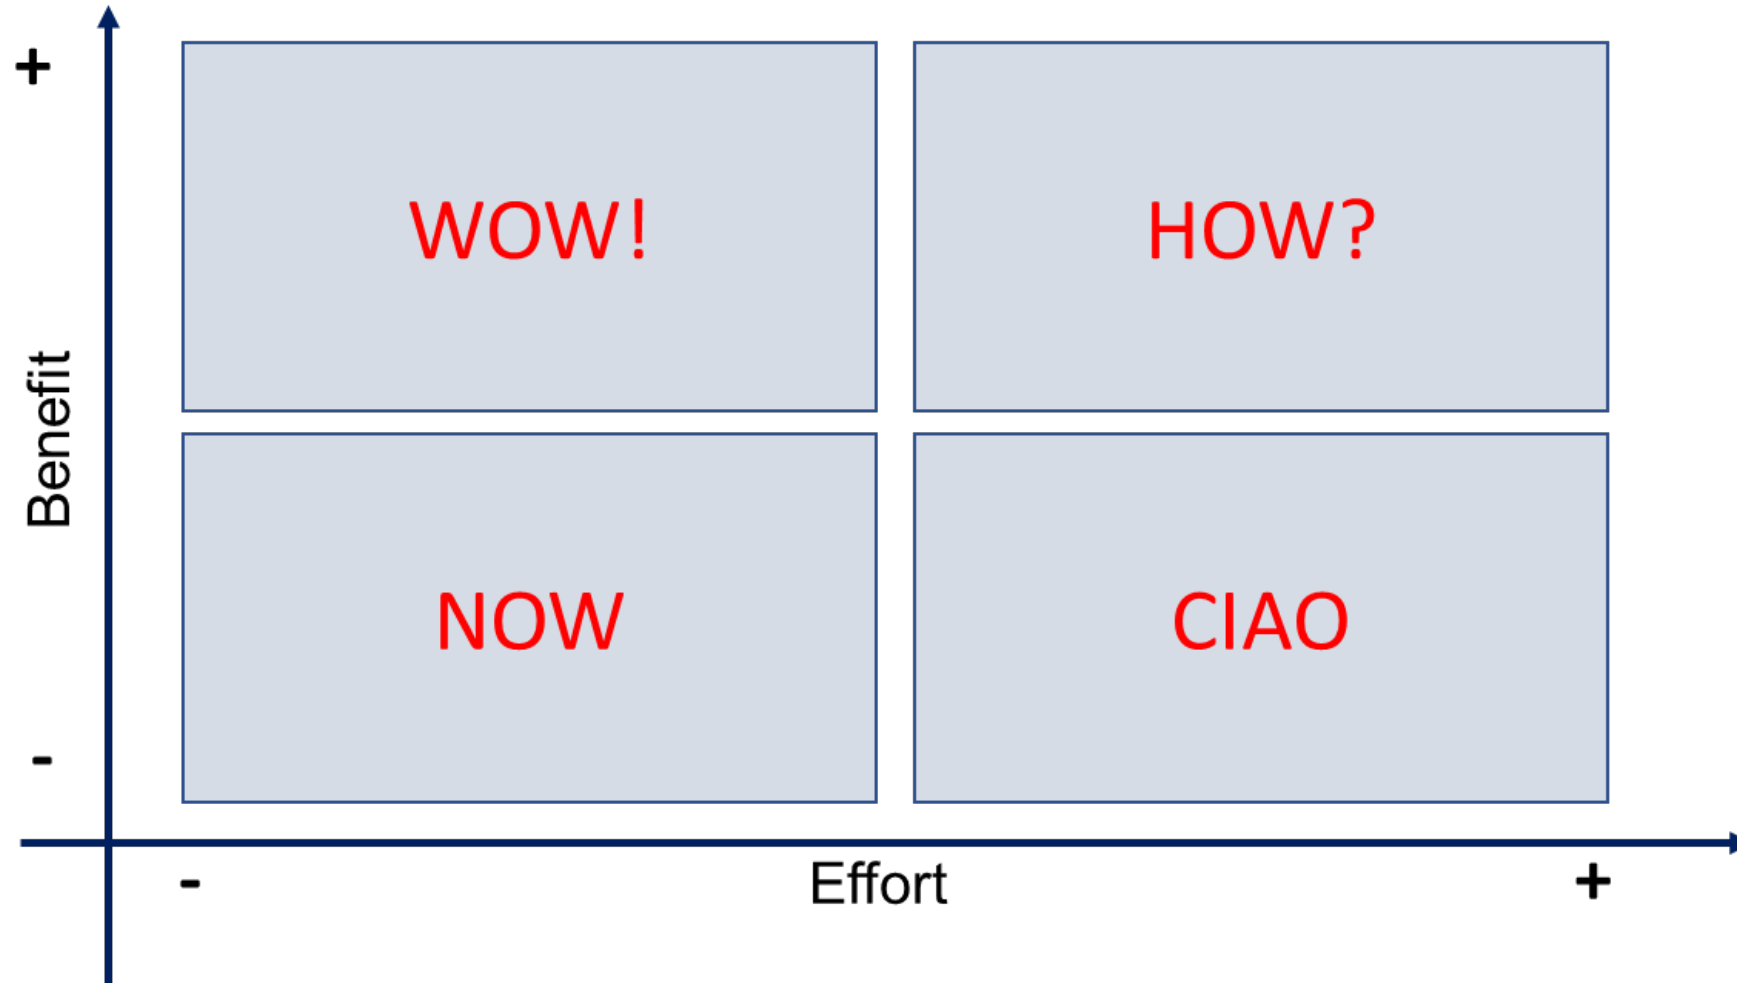 +
WOW!
HOW?
Benefit
NOW
CIAO
-
-
Effort
+